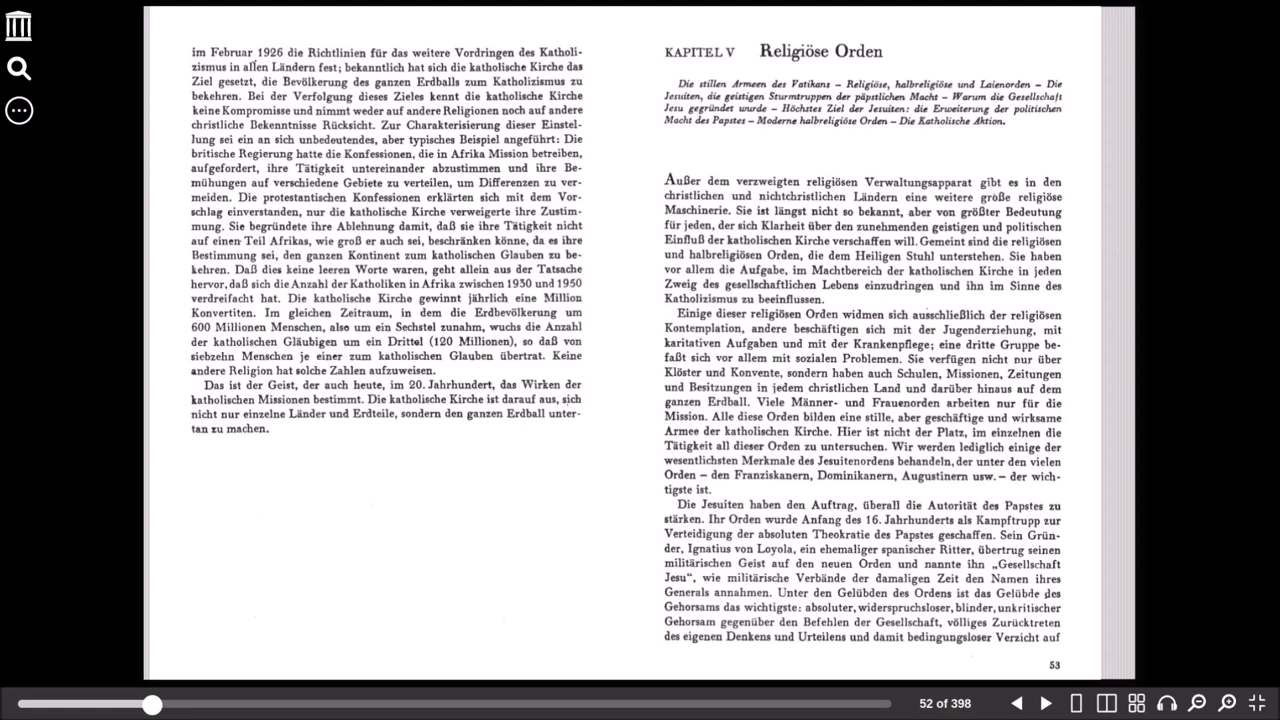 im Februar 1926 die Richtlinien für das weitere Vordringen des Katholi-
zismus in allen Ländern fest; bekanntlich hat sich die katholische Kirche das
Ziel gesetzt, die Bevölkerung des ganzen Erdballs zum Katholizismus zu
bekehren. Bei der Verfolgung dieses Zieles kennt die katholische Kirche
keine Kompromisse und nimmt weder auf andere Religionen noch auf andere
christliche Bekenntnisse Rücksicht. Zur Charakterisierung dieser Einstel-
lung sei ein an sich unbedeutendes, aber typisches Beispiel angeführt: Die
britische Regierung hatte die Konfessionen, die in Afrika Mission betreiben,
aufgefordert, ihre Tätigkeit untereinander abzustimmen und ihre Be-
mühungen auf verschiedene Gebiete zu verteilen, um Differenzen zu ver-
meiden. Die protestantischen Konfessionen erklärten sich mit dem Vor-
schlag einverstanden, nur die katholische Kirche verweigerte ihre Zustim-
mung. Sie begründete ihre Ablehnung damit, daß sie ihre Tätigkeit nicht
auf einen Teil Afrikas, wie groß er auch sei, beschränken könne, da es ihre
Bestimmung sei, den ganzen Kontinent zum katholischen Glauben zu be-
kehren. Daß dies keine leeren Worte waren, geht allein aus der Tatsache
hervor, daß sich die Anzahl der Katholiken in Afrika zwischen 1930 und 1950
verdreifacht hat. Die katholische Kirche gewinnt jährlich eine Million
Konvertiten. Im gleichen Zeitraum, in dem die Erdbevölkerung um
600 Millionen Menschen, also um ein Sechstel zunahm, wuchs die Anzahl
der katholischen Gläubigen um ein Drittel (120 Millionen), so daß von
siebzehn Menschen je einer zum katholischen Glauben übertrat. Keine
andere Religion hat solche Zahlen aufzuweisen.
Das ist der Geist, der auch heute, im 20. Jahrhundert, das Wirken der
katholischen Missionen bestimmt. Die katholische Kirche ist darauf aus, sich
nicht nur einzelne Länder und Erdteile, sondern den ganzen Erdball unter-
tan zu machen.
KAPITEL V Religiöse Orden
Die stillen Armeen des Vatikans – Religiöse, halbreligiöse und Laienorden – Die
Jesuiten, die geistigen Sturmtruppen der päpstlichen Macht – Warum die Gesellschaft
Jesu gegründet wurde – Höchstes Ziel der Jesuiten: die Erweiterung der politischen
Macht des Papstes – Moderne halbreligiöse Orden – Die Katholische Aktion.
Außer dem verzweigten religiösen Verwaltungsapparat gibt es in den
christlichen und nichtchristlichen Ländern eine weitere große religiöse
Maschinerie. Sie ist längst nicht so bekannt, aber von größter Bedeutung
für jeden, der sich Klarheit über den zunehmenden geistigen und politischen
Einfluß der katholischen Kirche verschaffen will. Gemeint sind die religiösen
und halbreligiösen Orden, die dem Heiligen Stuhl unterstehen. Sie haben
vor allem die Aufgabe, im Machtbereich der katholischen Kirche in jeden
Zweig des gesellschaftlichen Lebens einzudringen und ihn im Sinne des
Katholizismus zu beeinflussen.
Einige dieser religiösen Orden widmen sich ausschließlich der religiösen
Kontemplation, andere beschäftigen sich mit der Jugenderziehung, mit
karitativen Aufgaben und mit der Krankenpflege; eine dritte Gruppe be-
faßt sich vor allem mit sozialen Problemen. Sie verfügen nicht nur über
Klöster und Konvente, sondern haben auch Schulen, Missionen, Zeitungen
und Besitzungen in jedem christlichen Land und darüber hinaus auf dem
ganzen Erdball. Viele Männer- und Frauenorden arbeiten nur für die
Mission. Alle diese Orden bilden eine stille, aber geschäftige und wirksame
Armee der katholischen Kirche. Hier ist nicht der Platz, im einzelnen die
Tätigkeit all dieser Orden zu untersuchen. Wir werden lediglich einige der
wesentlichsten Merkmale des Jesuitenordens behandeln, der unter den vielen
Orden – den Franziskanern, Dominikanern, Augustinern usw. – der wich-
tigste ist.
Die Jesuiten haben den Auftrag, überall die Autorität des Papstes zu
stärken. Ihr Orden wurde Anfang des 16. Jahrhunderts als Kampftrupp zur
Verteidigung der absoluten Theokratie des Papstes geschaffen. Sein Grün-
der, Ignatius von Loyola, ein ehemaliger spanischer Ritter, übertrug seinen
militärischen Geist auf den neuen Orden und nannte ihn „Gesellschaft
Jesu“, wie militärische Verbände der damaligen Zeit den Namen ihres
Generals annahmen. Unter den Gelübden des Ordens ist das Gelübde des
Gehorsams das wichtigste: absoluter, widerspruchsloser, blinder, unkritischer
Gehorsam gegenüber den Befehlen der Gesellschaft, völliges Zurücktreten
des eigenen Denkens und Urteilens und damit bedingungsloser Verzicht auf
53
52 of 398